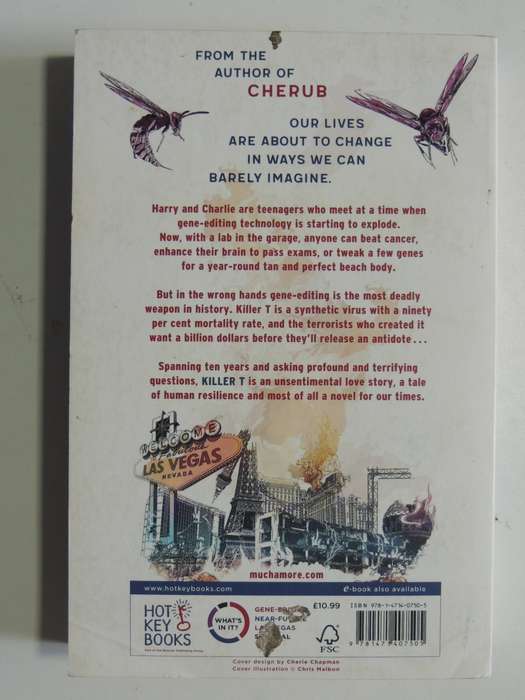 FROM THE
AUTHOR OF
CHERUB
OUR LIVES
ARE ABOUT TO CHANGE
IN WAYS WE CAN
BARELY IMAGINE.
Harry and Charlie are teenagers who meet at a time when
gene-editing technology is starting to explode.
Now, with a lab in the garage, anyone can beat cancer,
enhance their brain to pass exams, or tweak a few genes
for a year-round tan and perfect beach body.
But in the wrong hands gene-editing is the most deadly
weapon in history. Killer T is a synthetic virus with a ninety
per cent mortality rate, and the terrorists who created it
want a billion dollars before they'll release an antidote...
Spanning ten years and asking profound and terrifying
questions, KILLER T is an unsentimental love story, a tale
of human resilience and most of all a novel for our times.
WELCOME
LAS VEGAS
NEVADA
muchamore.com
www.hotkeybooks.com
e-book also available
HOT
KEY
BOOKS
WHAT'S
IN IT?
NEAR-
LA
£10.99
FSC
ISBN 978-1-4714-0750-5
9781471407505
Cover design by Charie Chapman
Cover illustration © Chris Malbon